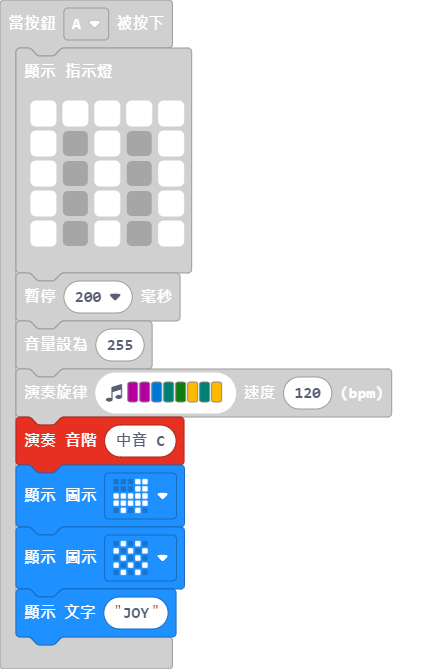 當按鈕 A 被按下
顯示 指示燈
暫停 200 毫秒
音量設為 255
演奏旋律 速度 120 (bpm)
演奏 音階 中音 C
顯示 圖示
顯示 圖示
顯示 文字 "JOY"